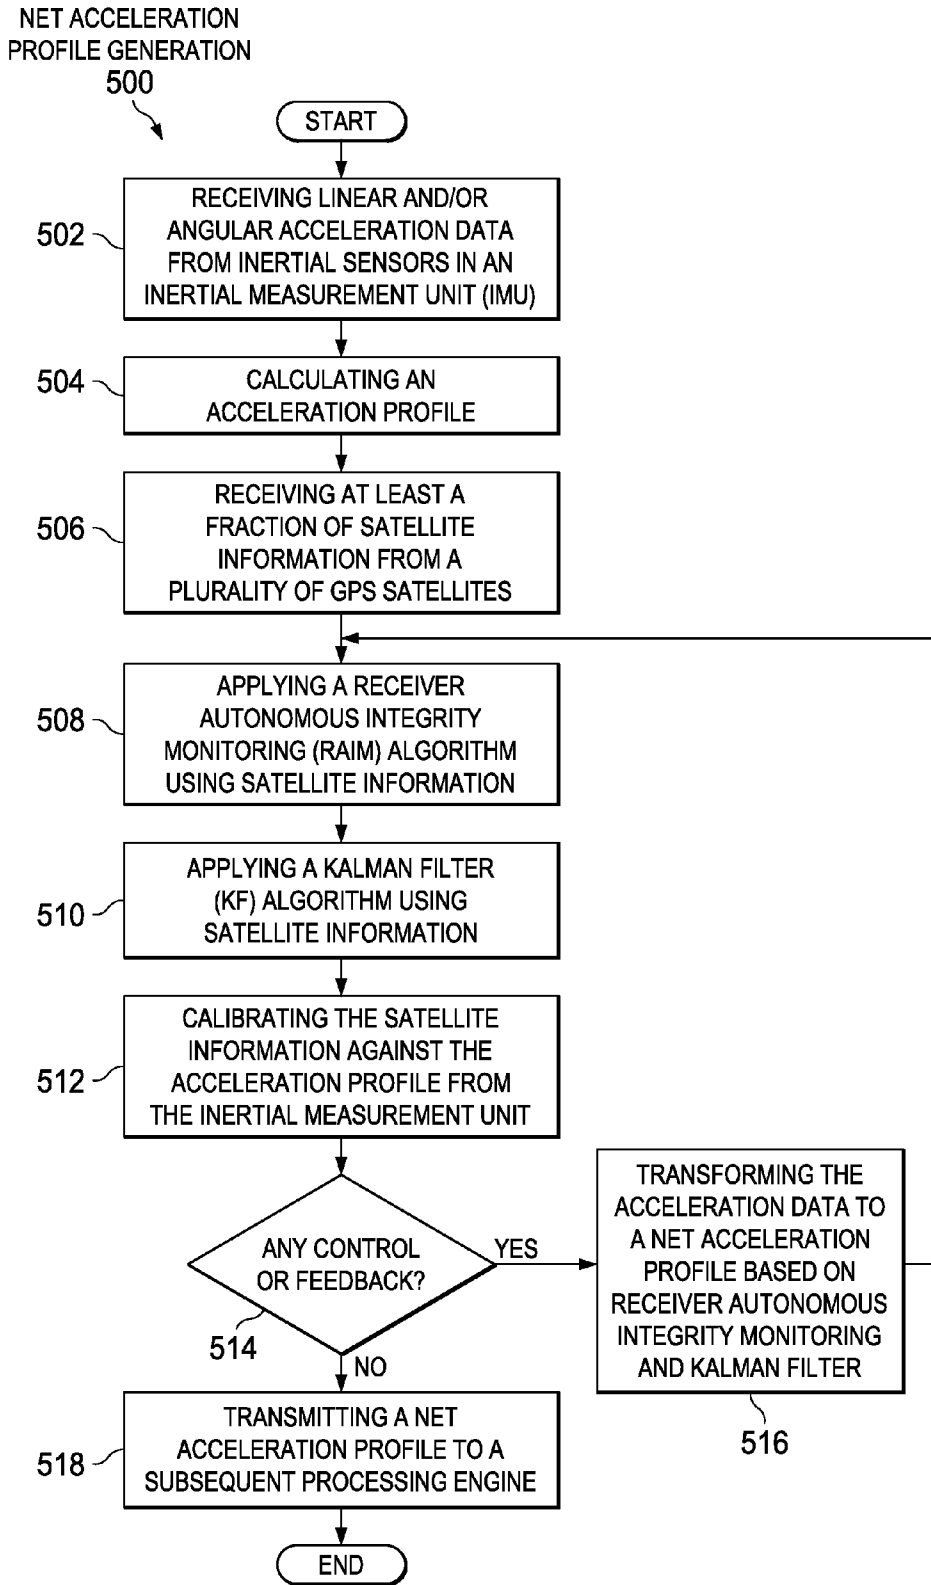 NET ACCELERATION
PROFILE GENERATION
500
START
502
RECEIVING LINEAR AND/OR
ANGULAR ACCELERATION DATA
FROM INERTIAL SENSORS IN AN
INERTIAL MEASUREMENT UNIT (IMU)
504
CALCULATING AN
ACCELERATION PROFILE
506
RECEIVING AT LEAST A
FRACTION OF SATELLITE
INFORMATION FROM A
PLURALITY OF GPS SATELLITES
508
APPLYING A RECEIVER
AUTONOMOUS INTEGRITY
MONITORING (RAIM) ALGORITHM
USING SATELLITE INFORMATION
510
APPLYING A KALMAN FILTER
(KF) ALGORITHM USING
SATELLITE INFORMATION
512
CALIBRATING THE SATELLITE
INFORMATION AGAINST THE
ACCELERATION PROFILE FROM
THE INERTIAL MEASUREMENT UNIT
ANY CONTROL
OR FEEDBACK?
514
YES
TRANSFORMING THE
ACCELERATION DATA TO
A NET ACCELERATION
PROFILE BASED ON
RECEIVER AUTONOMOUS
INTEGRITY MONITORING
AND KALMAN FILTER
516
NO
518
TRANSMITTING A NET
ACCELERATION PROFILE TO A
SUBSEQUENT PROCESSING ENGINE
END